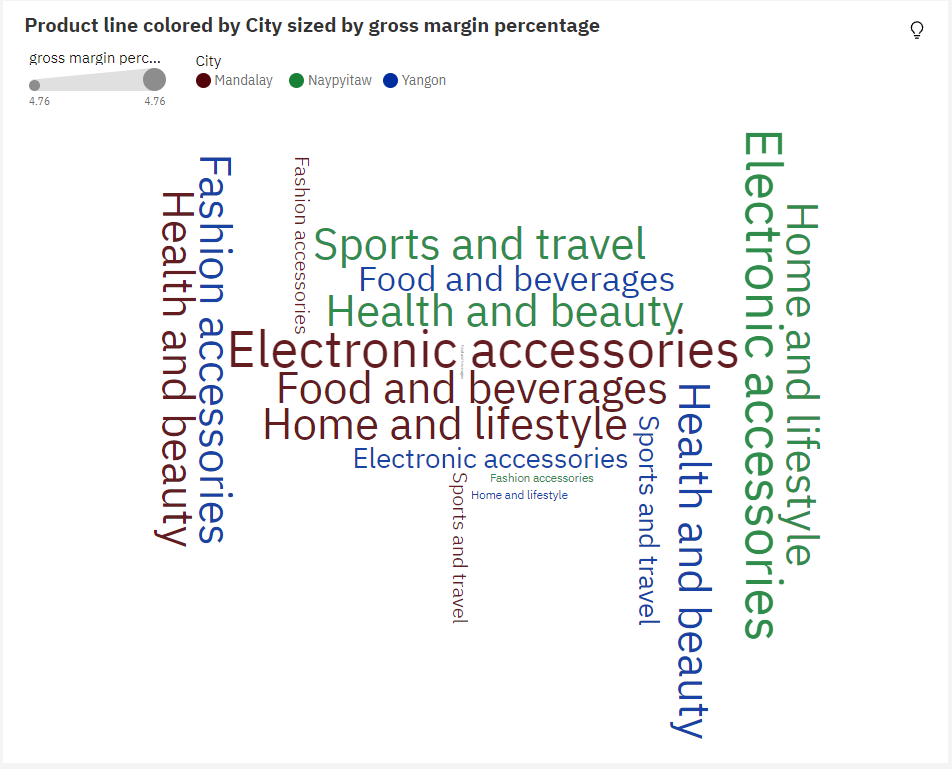 Product line colored by City sized by gross margin percentage
gross margin perc...
4.76
4.76
City
Mandalay
Naypyitaw
Yangon
Health and beauty
Fashion accessories
Fashion accessories
Sports and travel
Food and beverages
Health and beauty
Electronic accessories
Food and beverages
Home and lifestyle
Electronic accessories
Sports and travel
Fashion accessories
Home and lifestyle
Sports and travel
Health and beauty
Electronic accessories
Home and lifestyle